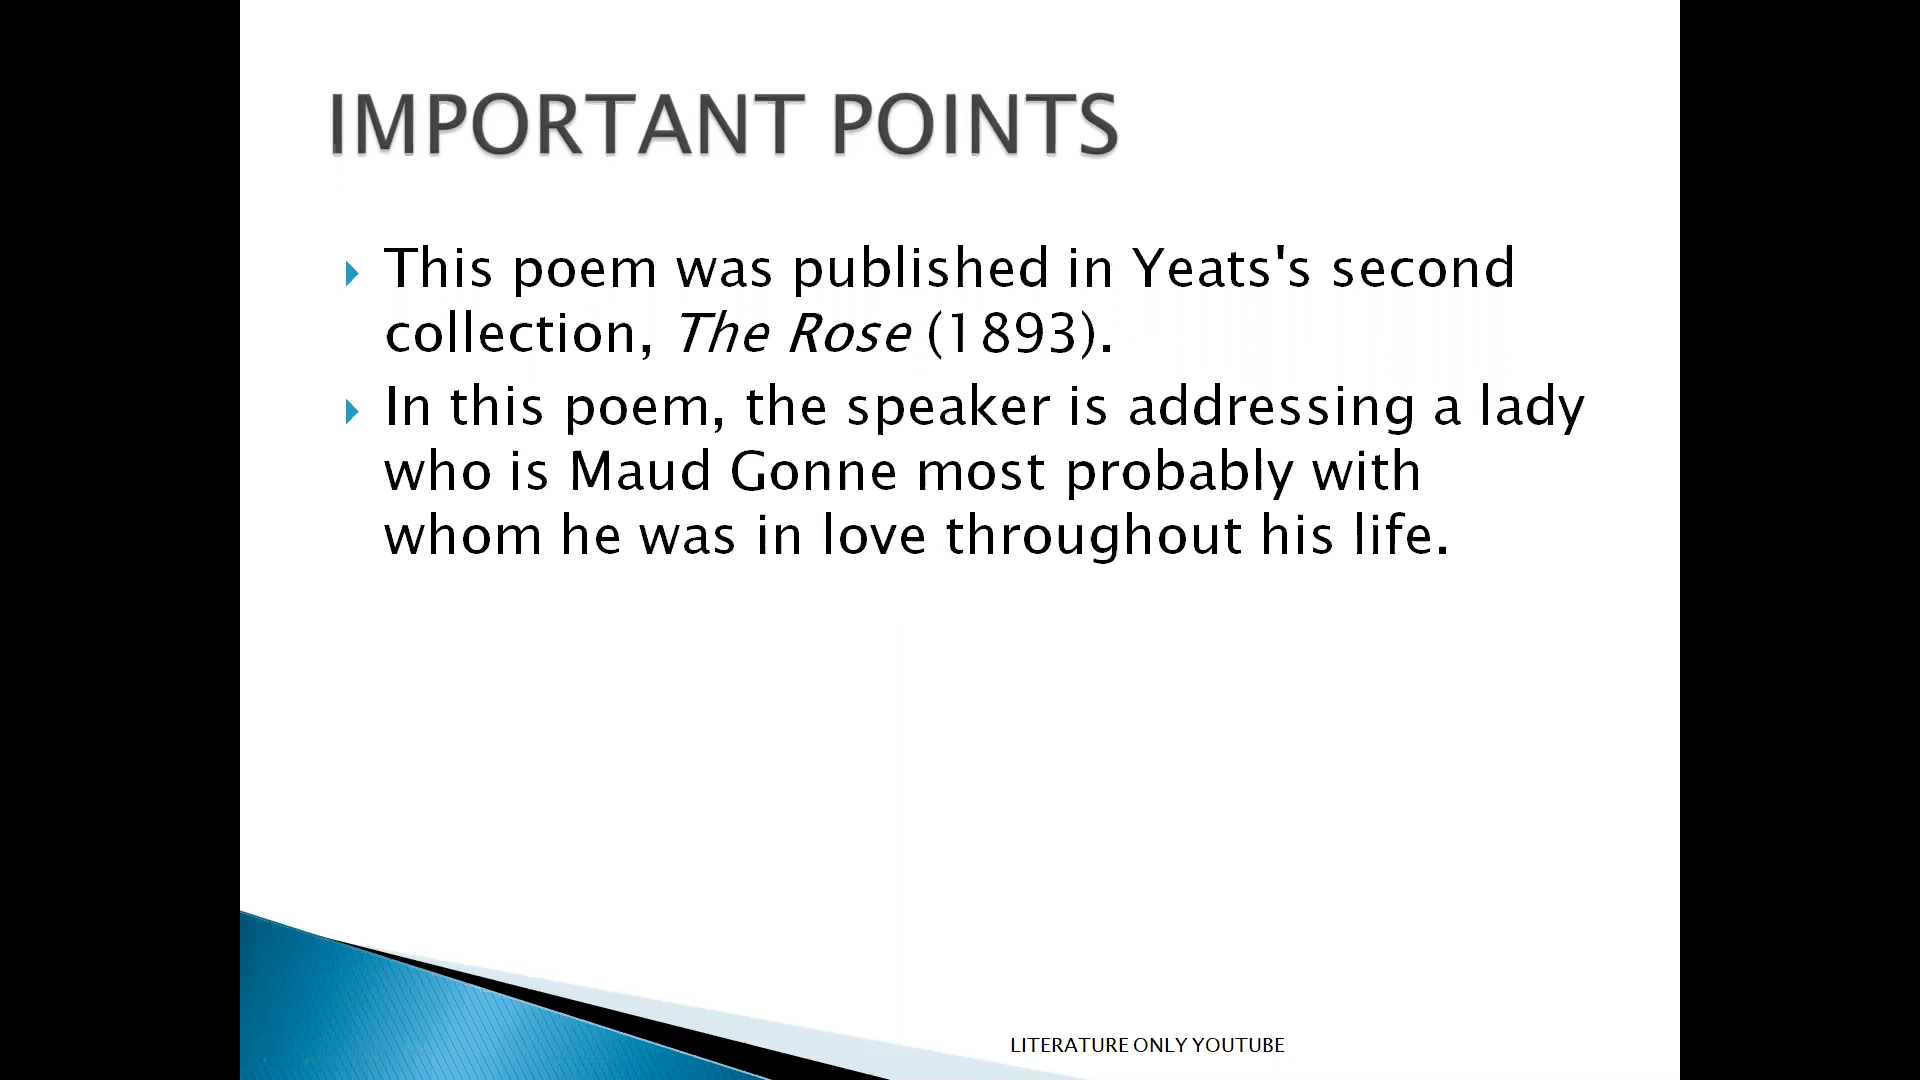 IMPORTANT POINTS
This poem was published in Yeats's second
collection, The Rose (1893).
In this poem, the speaker is addressing a lady
who is Maud Gonne most probably with
whom he was in love throughout his life.
LITERATURE ONLY YOUTUBE